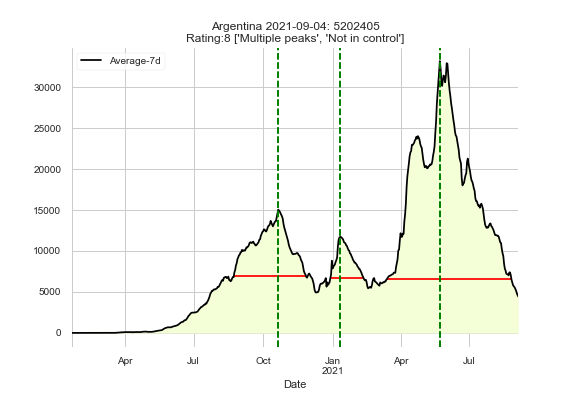 Argentina 2021-09-04: 5202405
Rating:8 ['Multiple peaks', 'Not in control']
Average-7d
30000
25000
20000
15000
10000
5000
0
Apr Jul Oct Jan Apr Jul
2021
Date